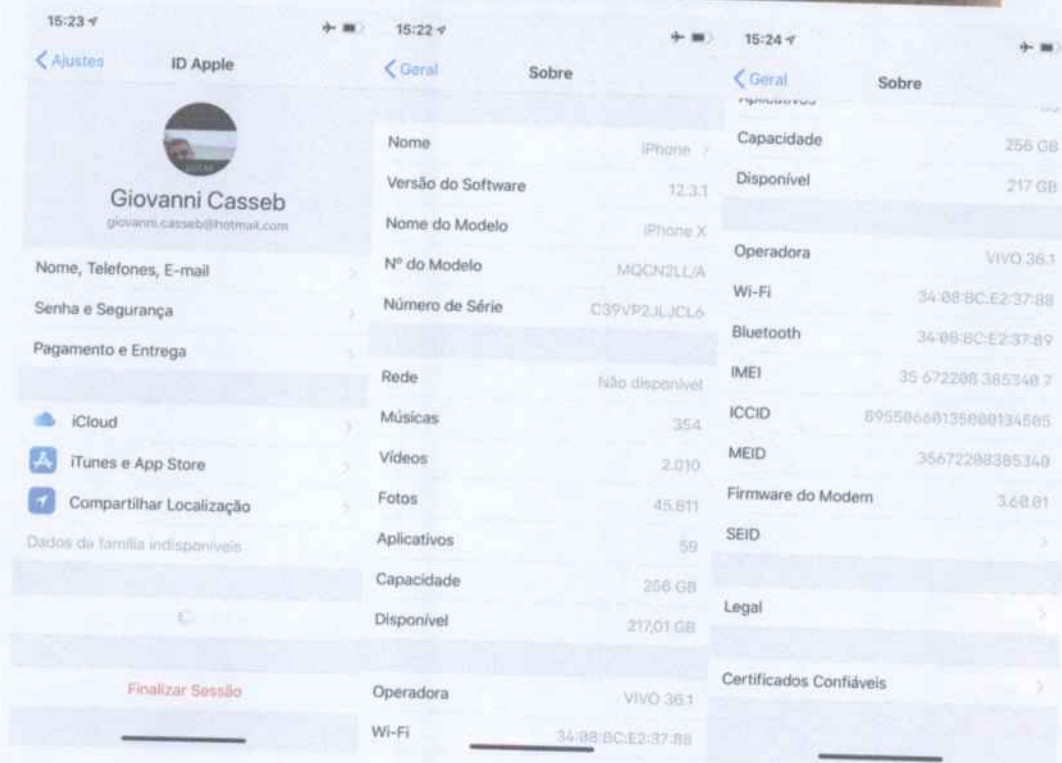 15:23
Ajustes
ID Apple
Giovanni Casseb
giovanni.casseb@hotmail.com
Nome, Telefones, E-mail
Senha e Segurança
Pagamento e Entrega
iCloud
iTunes e App Store
Compartilhar Localização
Dados da família indisponíveis
Finalizar Sessão
15:22
Geral
Sobre
Nome iPhone
Versão do Software 12.3.1
Nome do Modelo iPhone X
Nº do Modelo MQCN2LL/A
Número de Série C39VP2JLJCL6
Rede Não disponível
Músicas 354
Vídeos 2.010
Fotos 45.611
Aplicativos 59
Capacidade 256 GB
Disponível 217,01 GB
Operadora VIVO 36.1
Wi-Fi 34:08:BC:E2:37:88
15:24
Geral
Sobre
Aplicativos
Capacidade 256 GB
Disponível 217 GB
Operadora VIVO 36.1
Wi-Fi 34:08:BC:E2:37:88
Bluetooth 34:08:BC:E2:37:89
IMEI 35 672208 385340 7
ICCID 89550660135000134505
MEID 35672208385340
Firmware do Modem 3.60.01
SEID
Legal
Certificados Confiáveis